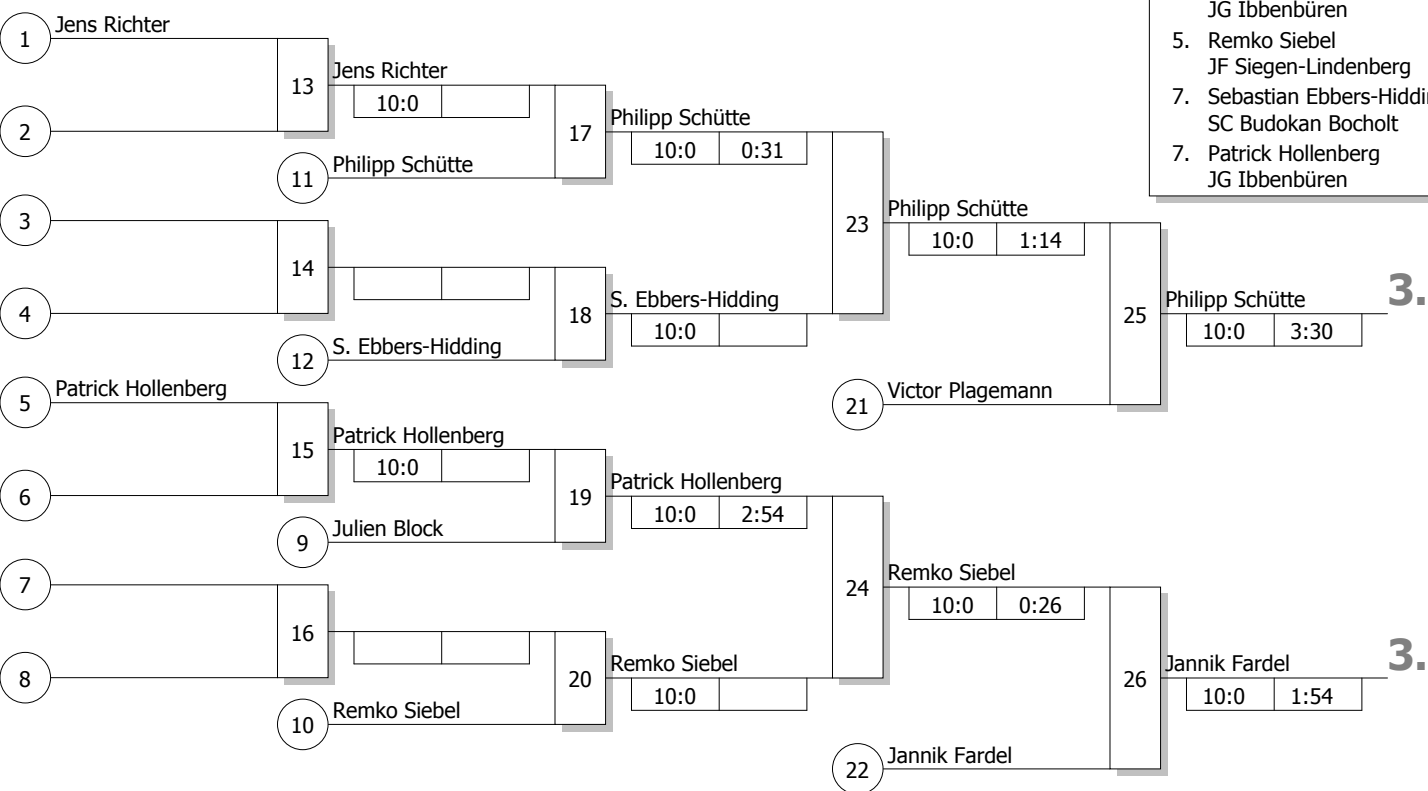 JG Ibbenbüren
5. Remko Siebel
JF Siegen-Lindenberg
7. Sebastian
SC Budokan Bocholt
7. Patrick Hollenberg
JG Ibbenbüren
1 Jens Richter
13
Jens Richter
10:0
2
17
Philipp Schütte
10:0 0:31
11 Philipp Schütte
3
23
Philipp Schütte
10:0 1:14
14
4
18
S. Ebbers-Hidding
10:0
12 S. Ebbers-Hidding
25
Philipp Schütte
10:0 3:30
3.
21 Victor Plagemann
5 Patrick Hollenberg
15
Patrick Hollenberg
10:0
6
19
Patrick Hollenberg
10:0 2:54
9 Julien Block
7
24
Remko Siebel
10:0 0:26
16
8
20
Remko Siebel
10:0
10 Remko Siebel
26
Jannik Fardel
10:0 1:54
3.
22 Jannik Fardel